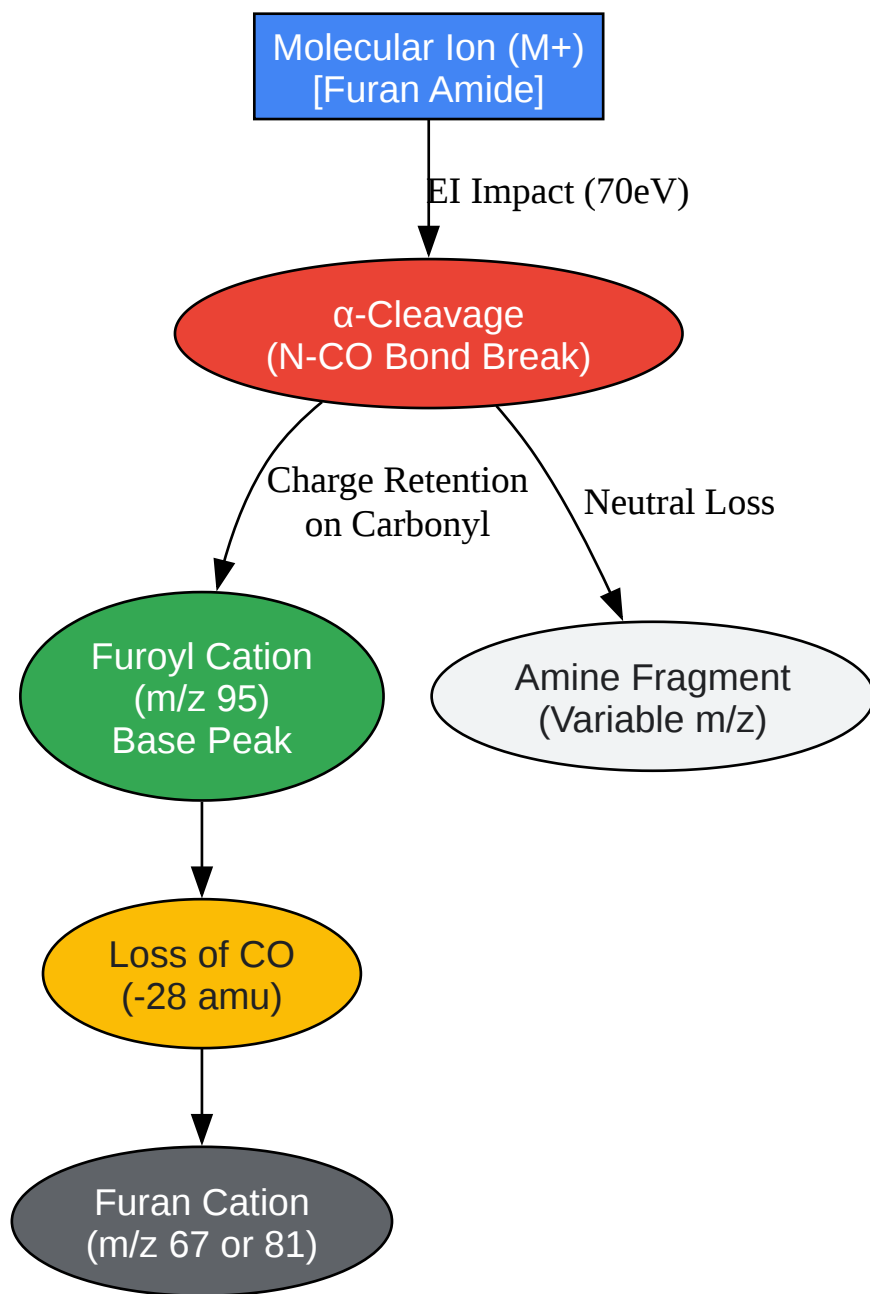 Molecular Ion (M+)
[Furan Amide]
EI Impact (70eV)
α-Cleavage
(N-CO Bond Break)
Charge Retention
on Carbonyl
Neutral Loss
Furoyl Cation
(m/z 95)
Base Peak
Amine Fragment
(Variable m/z)
Loss of CO
(-28 amu)
Furan Cation
(m/z 67 or 81)